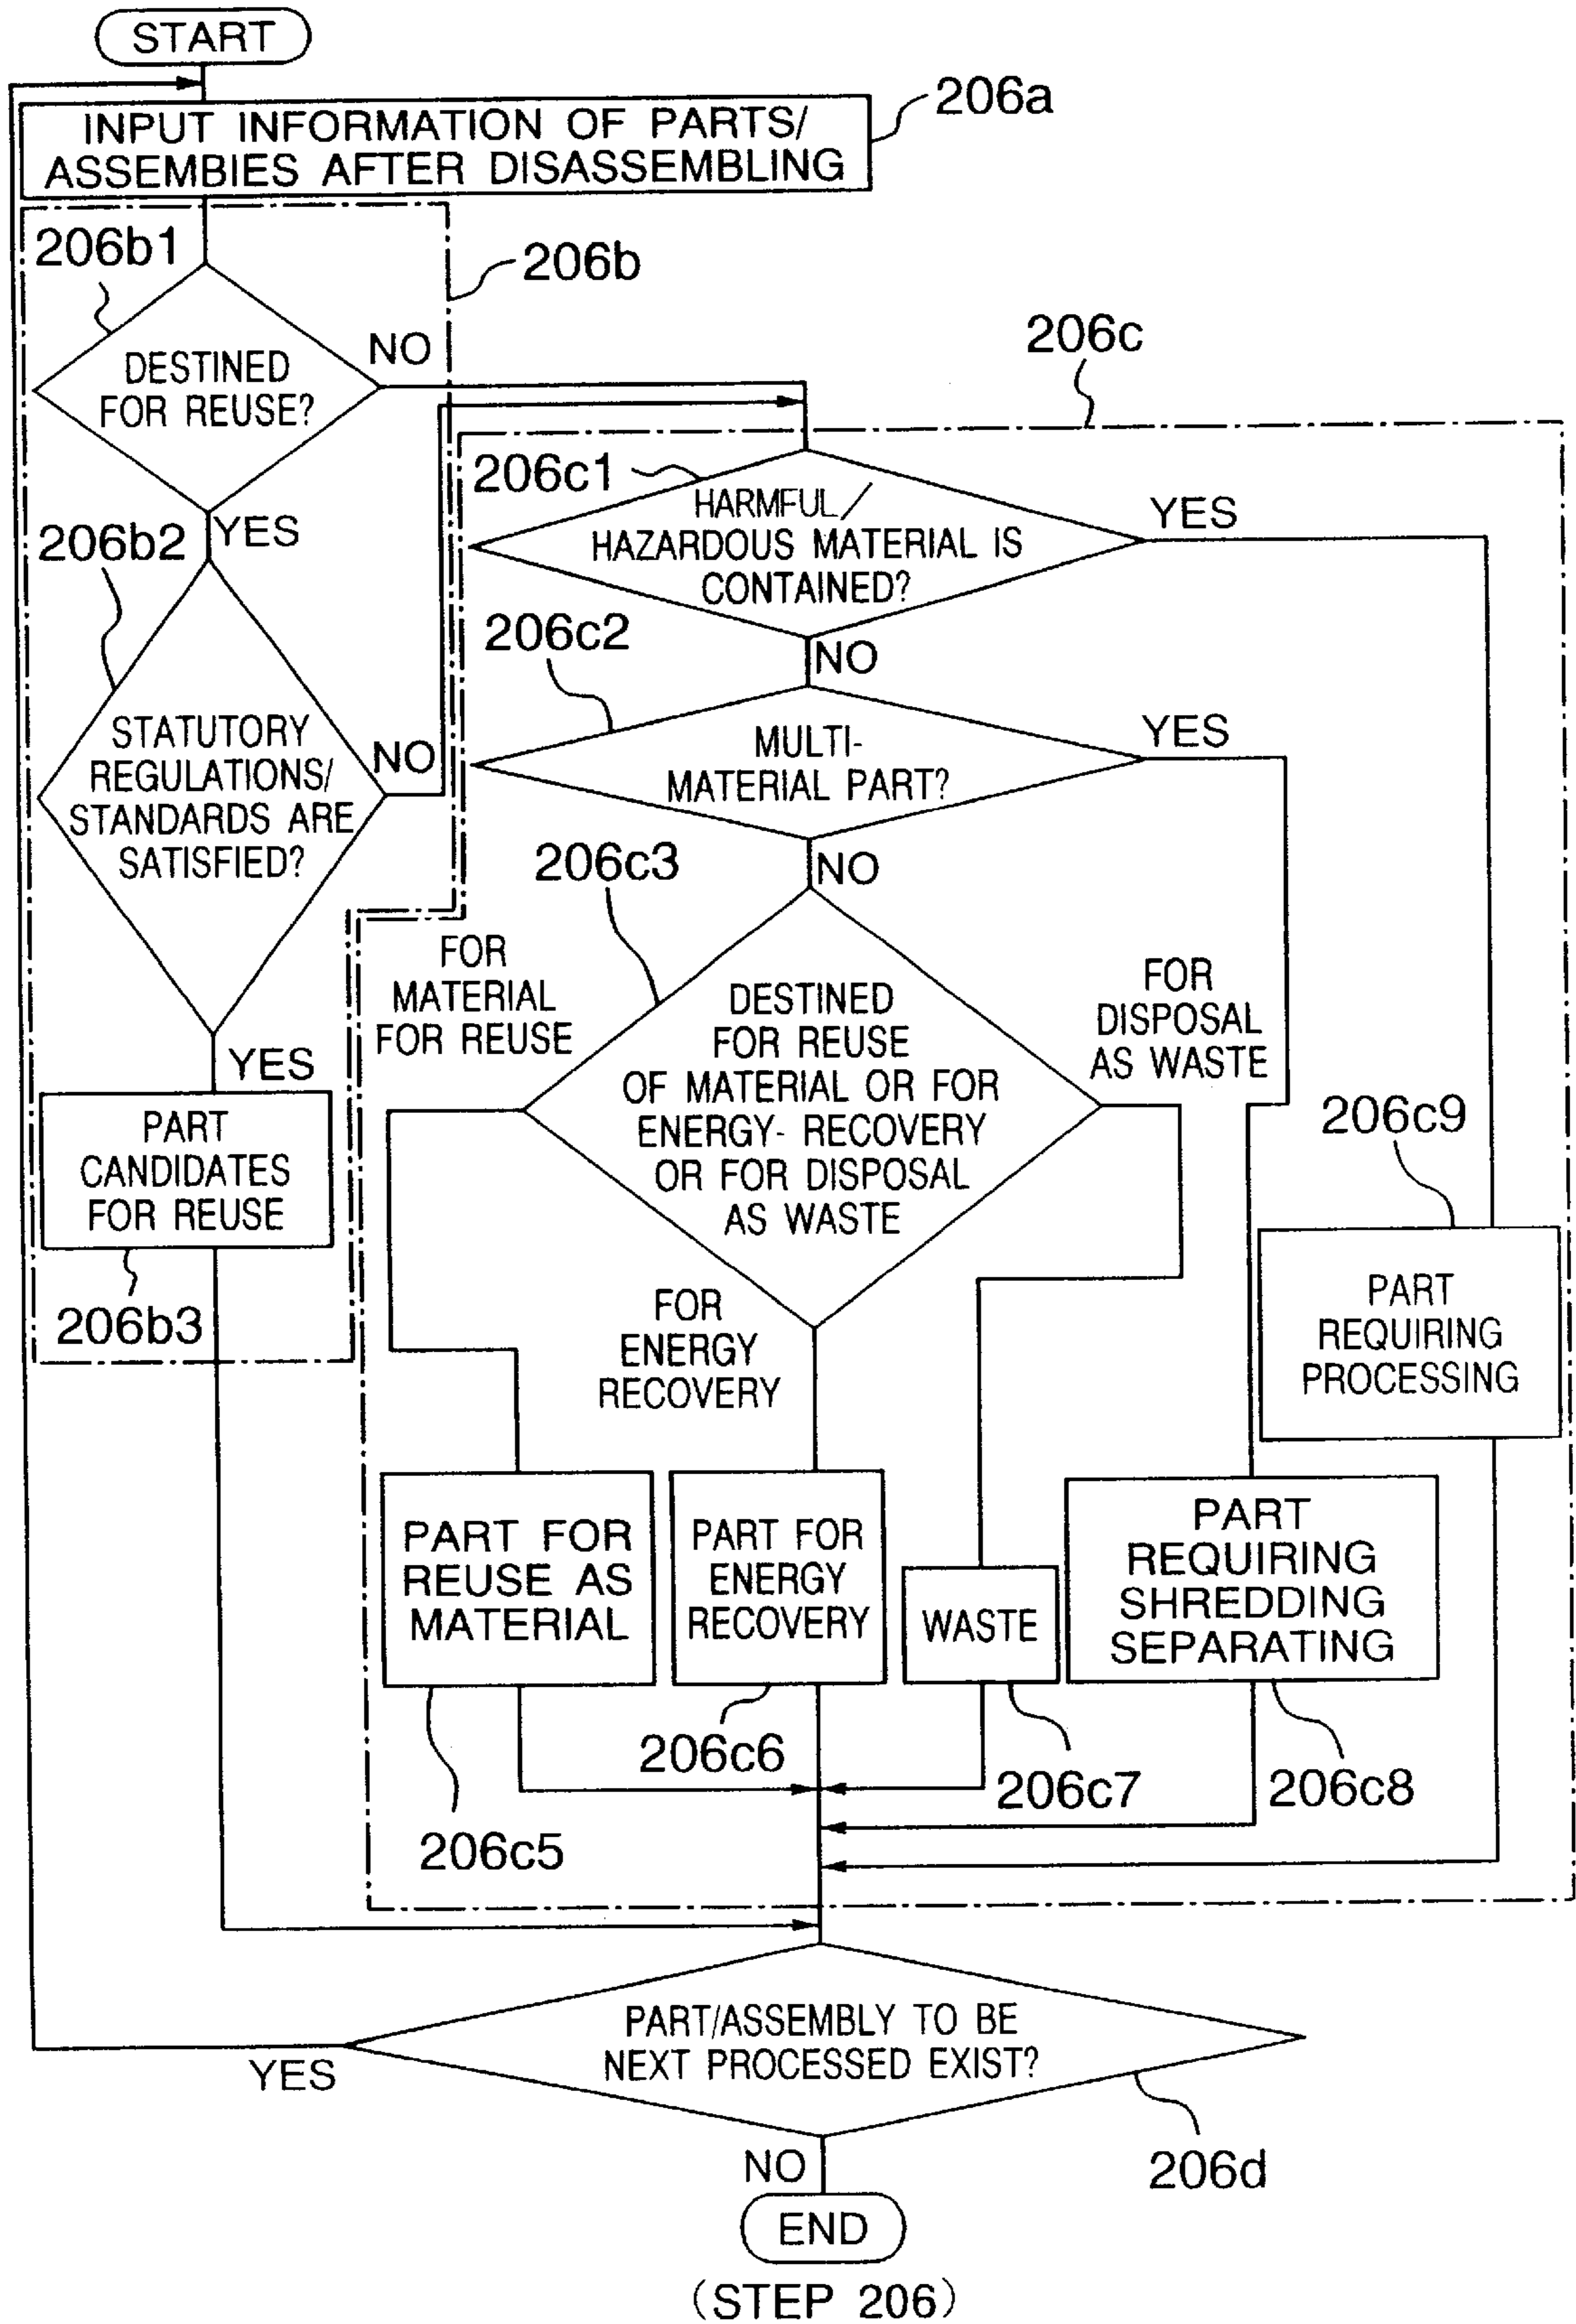 START
206a
INPUT INFORMATION OF PARTS/
ASSEMBIES AFTER DISASSEMBLING
206b1
206b
DESTINED
FOR REUSE?
NO
YES
206c
206b2
STATUTORY
REGULATIONS/
STANDARDS ARE
SATISFIED?
NO
YES
PART
CANDIDATES
FOR REUSE
206b3
206c1
HARMFUL/
HAZARDOUS MATERIAL IS
CONTAINED?
YES
NO
206c2
MULTI-
MATERIAL PART?
YES
NO
206c3
DESTINED
FOR REUSE
OF MATERIAL OR FOR
ENERGY- RECOVERY
OR FOR DISPOSAL
AS WASTE
FOR
MATERIAL
FOR REUSE
FOR
DISPOSAL
AS WASTE
FOR
ENERGY
RECOVERY
206c9
PART
REQUIRING
PROCESSING
PART FOR
REUSE AS
MATERIAL
PART FOR
ENERGY
RECOVERY
WASTE
PART
REQUIRING
SHREDDING
SEPARATING
206c5
206c6
206c7
206c8
PART/ASSEMBLY TO BE
NEXT PROCESSED EXIST?
YES
206d
NO
END
(STEP 206)